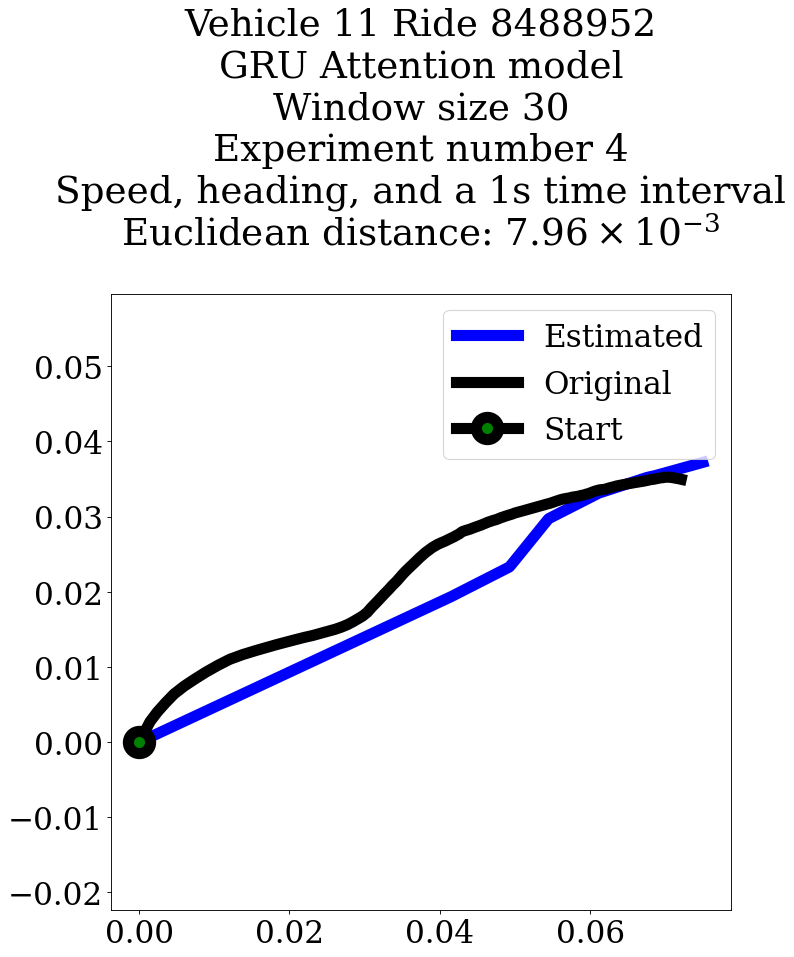 Vehicle 11 Ride 8488952
GRU Attention model
Window size 30
Experiment number 4
Speed, heading, and a 1s time interval
Euclidean distance: 7.96 × 10⁻³
Estimated
Original
Start
0.05
0.04
0.03
0.02
0.01
0.00
−0.01
−0.02
0.00 0.02 0.04 0.06